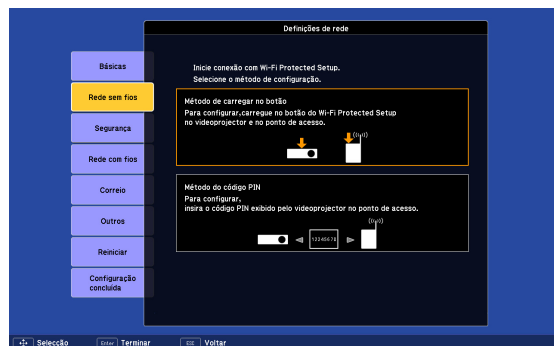 Definições de rede
Básicas
Rede sem fios
Segurança
Rede com fios
Correio
Outros
Reiniciar
Configuração
concluída
Inicie conexão com Wi-Fi Protected Setup.
Selecione o método de configuração.
Método de carregar no botão
Para configurar,carregue no botão do Wi-Fi Protected Setup
no videoprojector e no ponto de acesso.
Método do código PIN
Para configurar,
insira o código PIN exibido pelo videoprojector no ponto de acesso.
12345678
Selecção Enter Terminar ESC Voltar